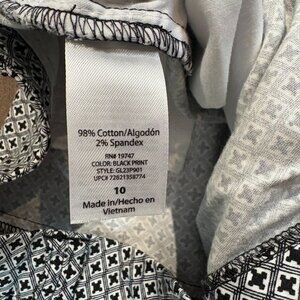 98% Cotton/Algodón
2% Spandex
RN# 19747
COLOR: BLACK PRINT
STYLE: GL23P901
UPC# 72821358774
10
Made in/Hecho en
Vietnam